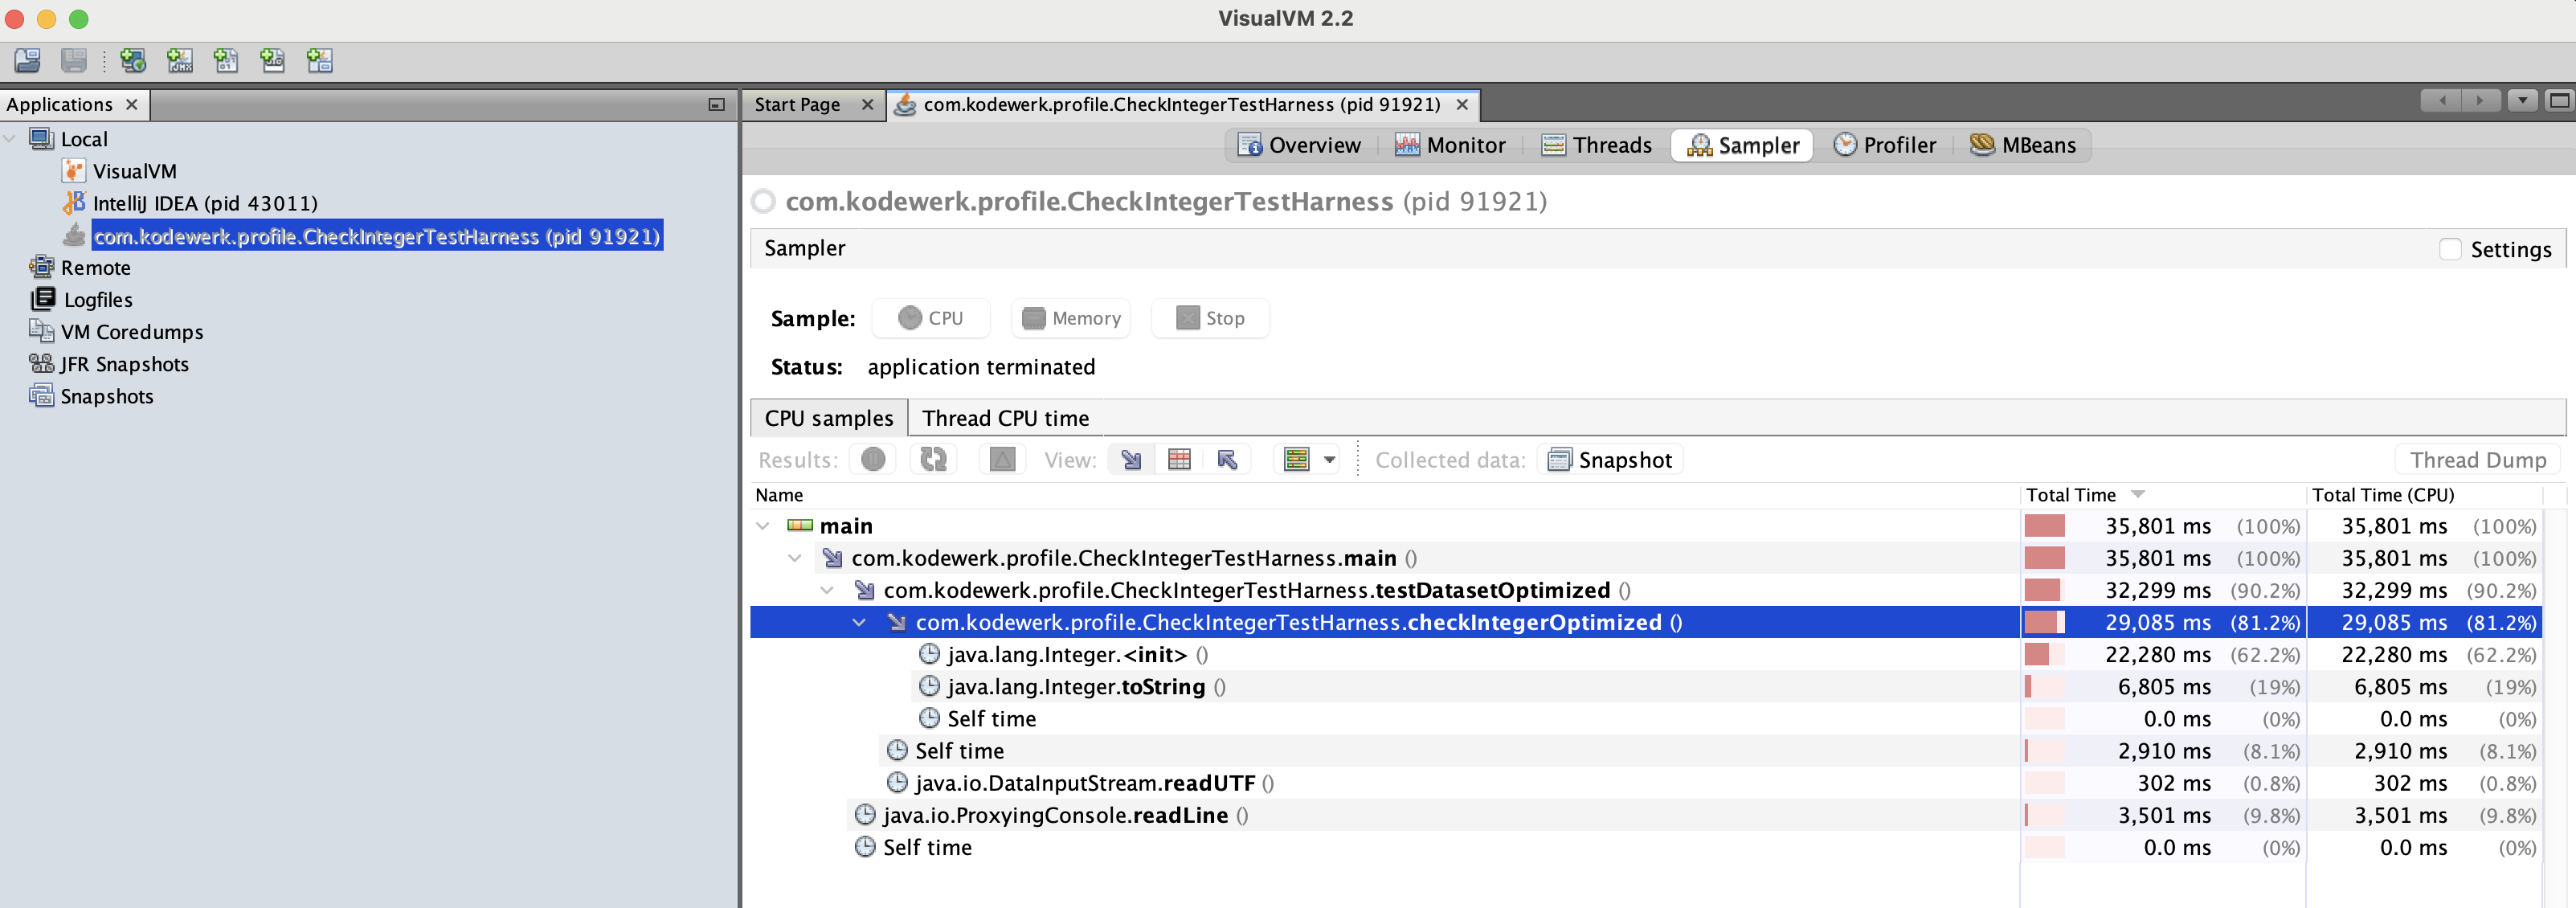 VisualVM 2.2
Applications
Start Page
com.kodewerk.profile.CheckIntegerTestHarness (pid 91921)
Local
VisualVM
IntelliJ IDEA (pid 43011)
com.kodewerk.profile.CheckIntegerTestHarness (pid 91921)
Remote
Logfiles
VM Coredumps
JFR Snapshots
Snapshots
Overview Monitor Threads Sampler Profiler MBeans
com.kodewerk.profile.CheckIntegerTestHarness (pid 91921)
Sampler Settings
Sample: CPU Memory Stop
Status: application terminated
CPU samples Thread CPU time
Results: View: Collected data: Snapshot Thread Dump
Name Total Time Total Time (CPU)
main 35,801 ms (100%) 35,801 ms (100%)
com.kodewerk.profile.CheckIntegerTestHarness.main () 35,801 ms (100%) 35,801 ms (100%)
com.kodewerk.profile.CheckIntegerTestHarness.testDatasetOptimized () 32,299 ms (90.2%) 32,299 ms (90.2%)
com.kodewerk.profile.CheckIntegerTestHarness.checkIntegerOptimized () 29,085 ms (81.2%) 29,085 ms (81.2%)
java.lang.Integer.<init> () 22,280 ms (62.2%) 22,280 ms (62.2%)
java.lang.Integer.toString () 6,805 ms (19%) 6,805 ms (19%)
Self time 0.0 ms (0%) 0.0 ms (0%)
Self time 2,910 ms (8.1%) 2,910 ms (8.1%)
java.io.DataInputStream.readUTF () 302 ms (0.8%) 302 ms (0.8%)
java.io.ProxyingConsole.readLine () 3,501 ms (9.8%) 3,501 ms (9.8%)
Self time 0.0 ms (0%) 0.0 ms (0%)